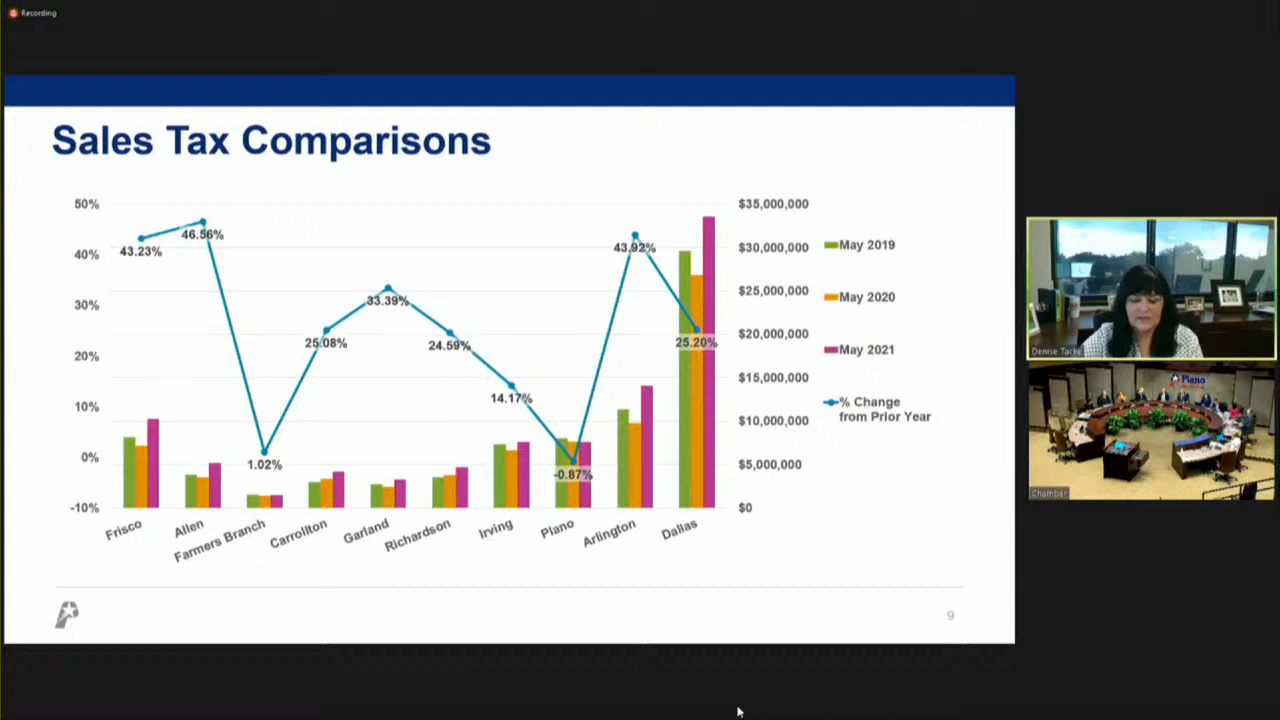 Recording
Sales Tax Comparisons
50%
40%
30%
20%
10%
0%
-10%
43.23%
46.56%
1.02%
25.08%
33.39%
24.59%
14.17%
-0.87%
43.92%
25.20%
$35,000,000
$30,000,000
$25,000,000
$20,000,000
$15,000,000
$10,000,000
$5,000,000
$0
Frisco
Allen
Farmers Branch
Carrollton
Garland
Richardson
Irving
Plano
Arlington
Dallas
May 2019
May 2020
May 2021
% Change
from Prior Year
9
Denise Tacke
Plano
Chamber